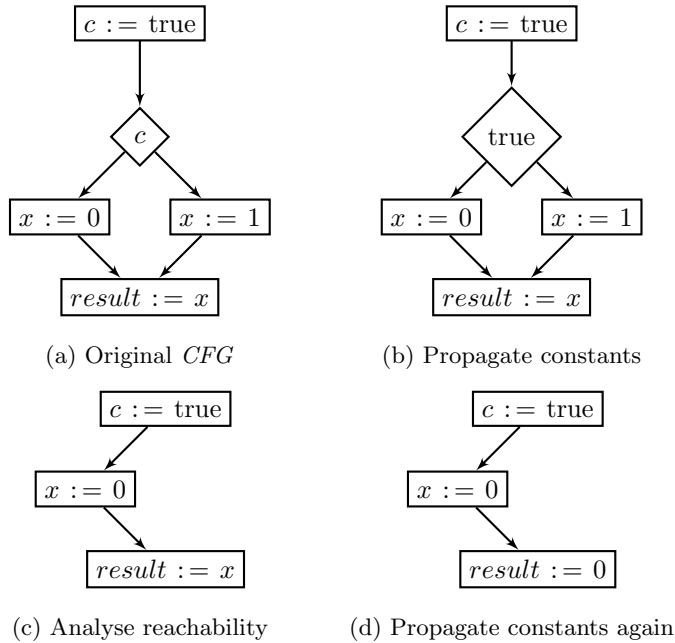 c := true
c
x := 0
x := 1
result := x
(a) Original CFG
c := true
true
x := 0
x := 1
result := x
(b) Propagate constants
c := true
x := 0
result := x
(c) Analyse reachability
c := true
x := 0
result := 0
(d) Propagate constants again